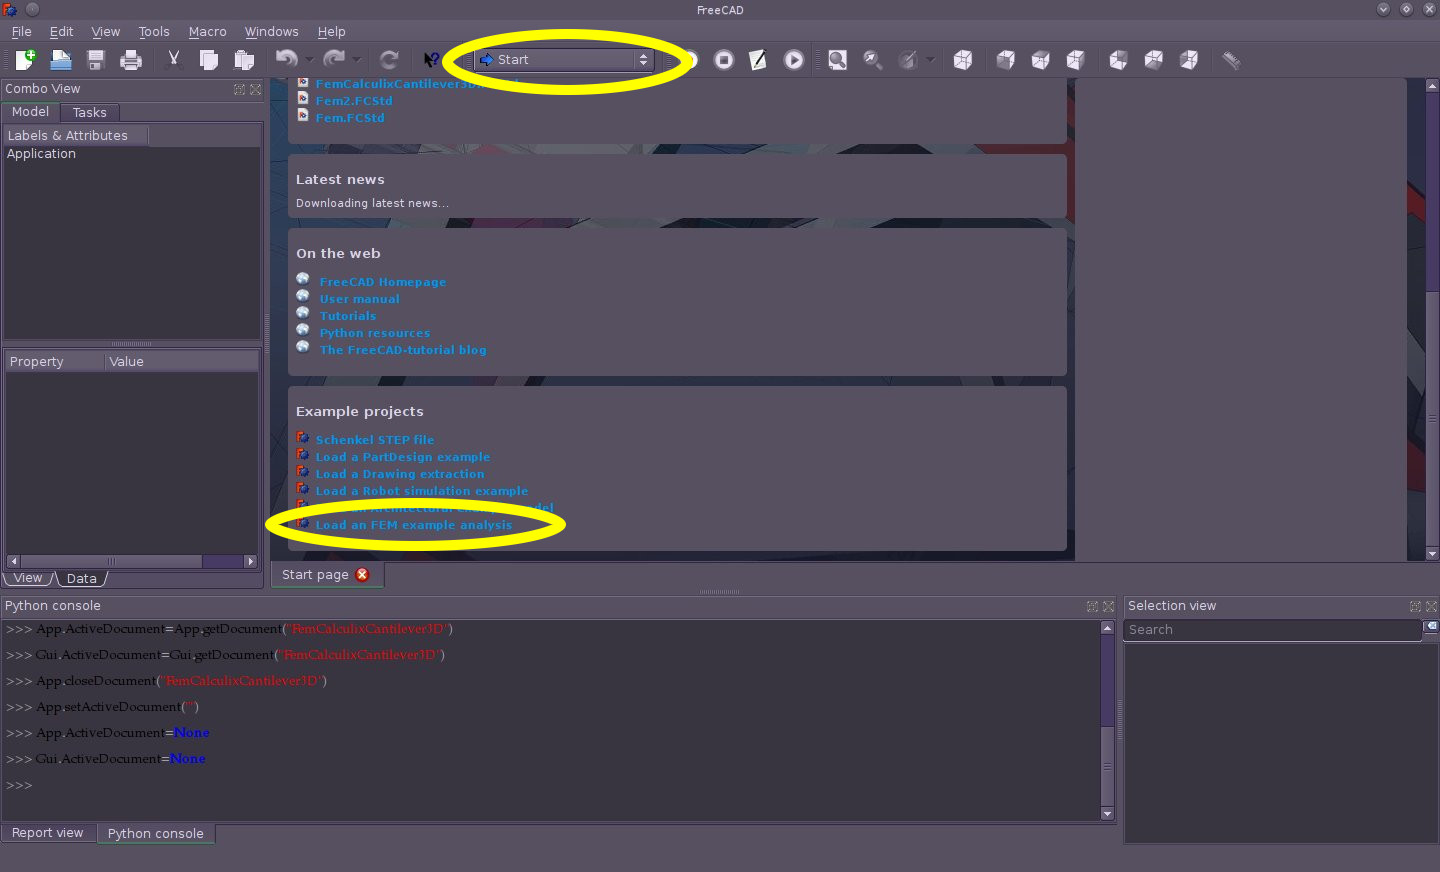 FreeCAD
File Edit View Tools Macro Windows Help
Start
Combo View
Model Tasks
Labels & Attributes
Application
Property Value
View Data
FemCalculixCantilever3D
Fem2.FCStd
Fem.FCStd
Latest news
Downloading latest news...
On the web
FreeCAD Homepage
User manual
Tutorials
Python resources
The FreeCAD-tutorial blog
Example projects
Schenkel STEP file
Load a PartDesign example
Load a Drawing extraction
Load a Robot simulation example
Load an FEM example analysis
Start page
Python console
>>> App.ActiveDocument=App.getDocument("FemCalculixCantilever3D")
>>> Gui.ActiveDocument=Gui.getDocument("FemCalculixCantilever3D")
>>> App.closeDocument("FemCalculixCantilever3D")
>>> App.setActiveDocument("")
>>> App.ActiveDocument=None
>>> Gui.ActiveDocument=None
>>>
Report view Python console
Selection view
Search